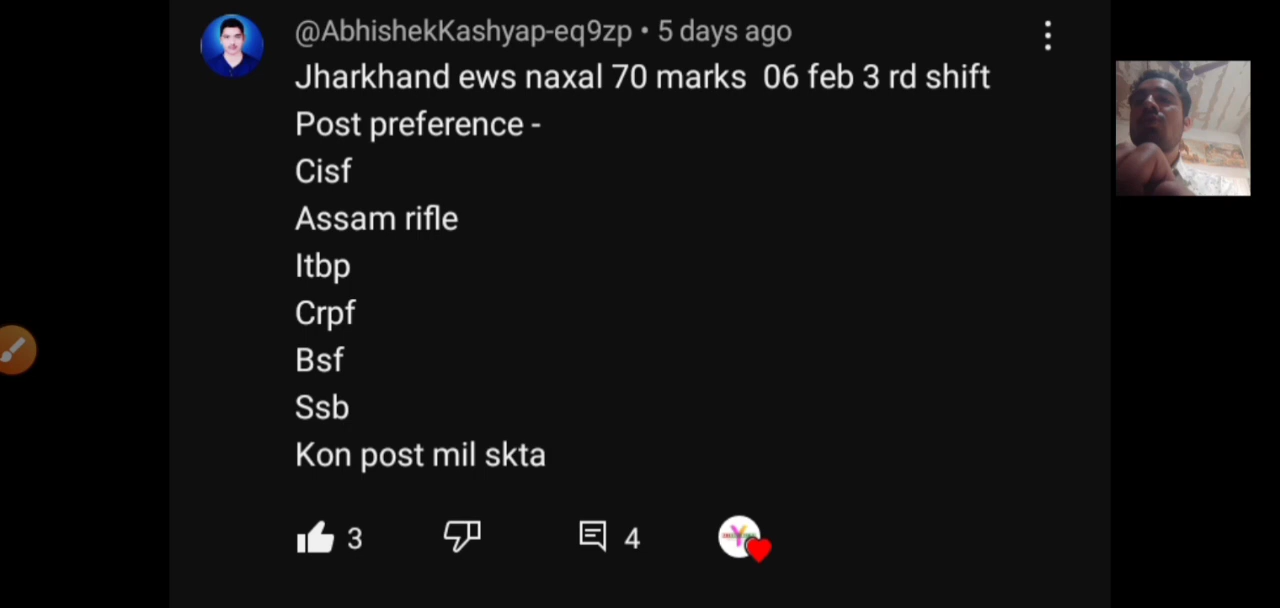 @AbhishekKashyap-eq9zp • 5 days ago
Jharkhand ews naxal 70 marks  06 feb 3 rd shift
Post preference -
Cisf
Assam rifle
Itbp
Crpf
Bsf
Ssb
Kon post mil skta
3
4
Y